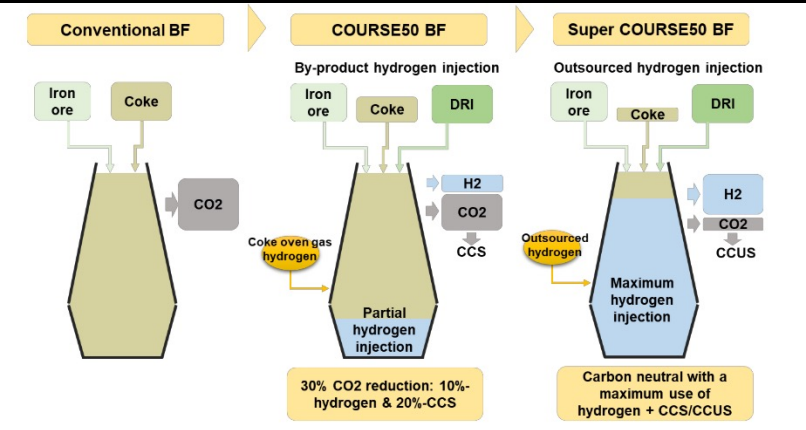 Conventional BF
COURSE50 BF
Super COURSE50 BF
By-product hydrogen injection
Outsourced hydrogen injection
Iron
ore
Coke
Iron
ore
Coke
DRI
Iron
ore
Coke
DRI
CO2
H2
CO2
CCS
H2
CO2
CCUS
Coke oven gas
hydrogen
Outsourced
hydrogen
Partial
hydrogen
injection
Maximum
hydrogen
injection
30% CO2 reduction: 10%-
hydrogen & 20%-CCS
Carbon neutral with a
maximum use of
hydrogen + CCS/CCUS